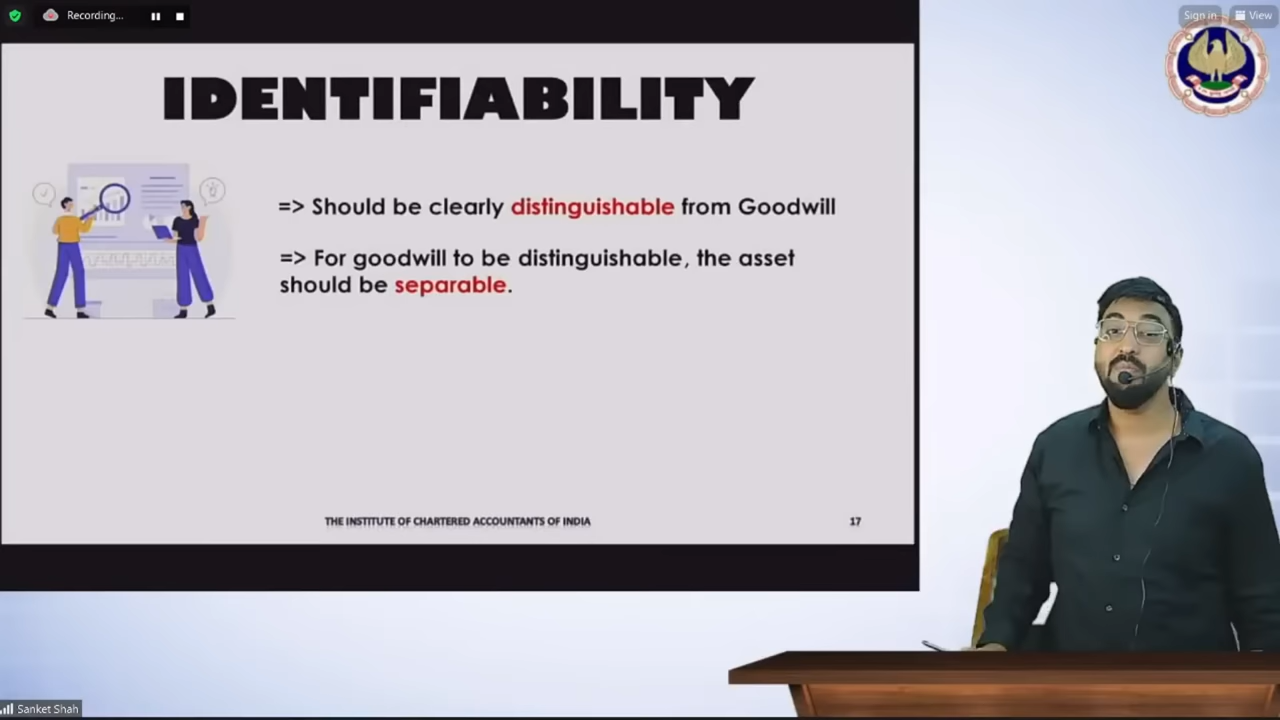 Recording...
Sign in
View
IDENTIFIABILITY
=> Should be clearly distinguishable from Goodwill
=> For goodwill to be distinguishable, the asset
should be separable.
THE INSTITUTE OF CHARTERED ACCOUNTANTS OF INDIA
17
Sanket Shah